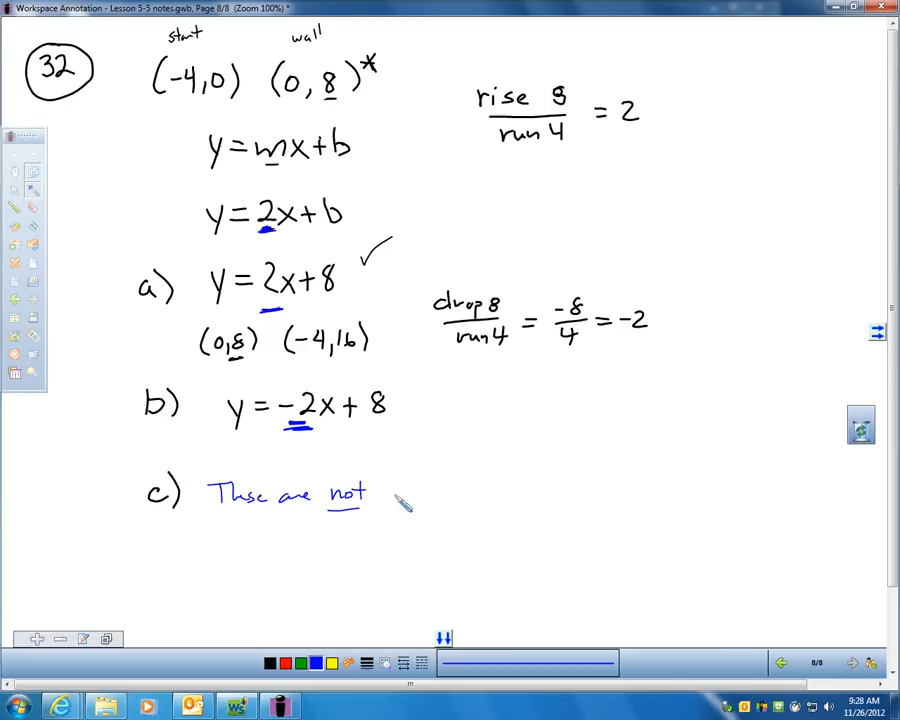 Workspace Annotation - Lesson 5-5 notes.gwb, Page 8/8 (Zoom 100%) *
32
start wall
(-4,0) (0, 8)*
rise 8
run 4
= 2
y = mx+b
y = 2x+b
a) y = 2x+8 ✓
(0,8) (-4,16)
drop 8
run 4
= -8
4
= -2
b) y = -2x + 8
c) These are not
8/8
9:28 AM
11/26/2012